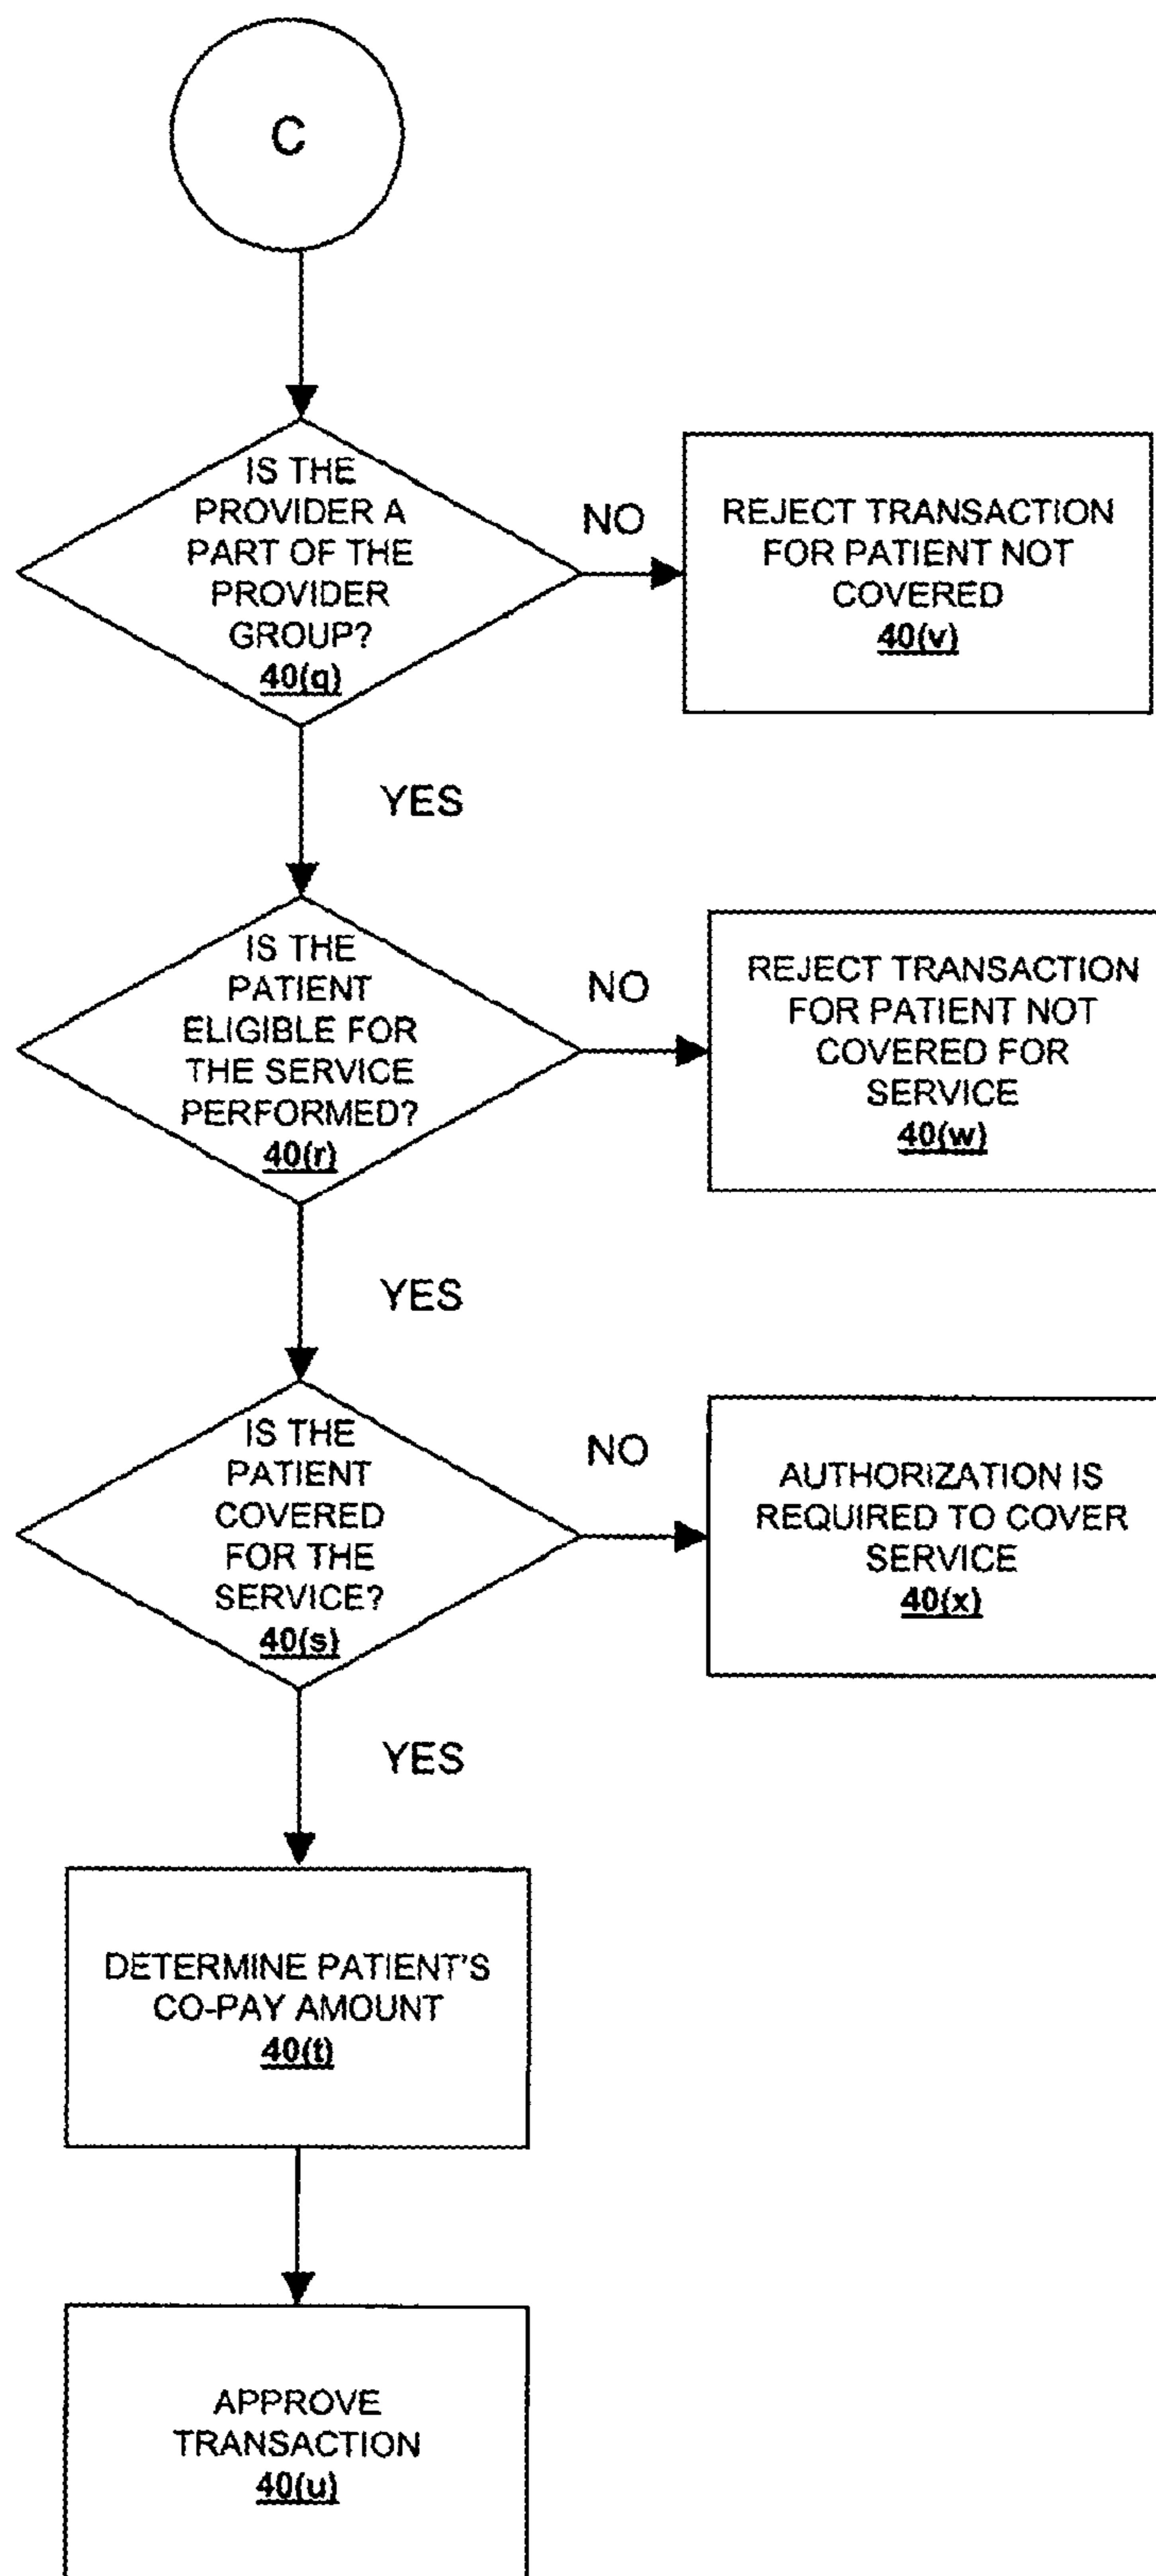 C
IS THE
PROVIDER A
PART OF THE
PROVIDER
GROUP?
40(q)
NO
REJECT TRANSACTION
FOR PATIENT NOT
COVERED
40(v)
YES
IS THE
PATIENT
ELIGIBLE FOR
THE SERVICE
PERFORMED?
40(r)
NO
REJECT TRANSACTION
FOR PATIENT NOT
COVERED FOR
SERVICE
40(w)
YES
IS THE
PATIENT
COVERED
FOR THE
SERVICE?
40(s)
NO
AUTHORIZATION IS
REQUIRED TO COVER
SERVICE
40(x)
YES
DETERMINE PATIENT'S
CO-PAY AMOUNT
40(t)
APPROVE
TRANSACTION
40(u)